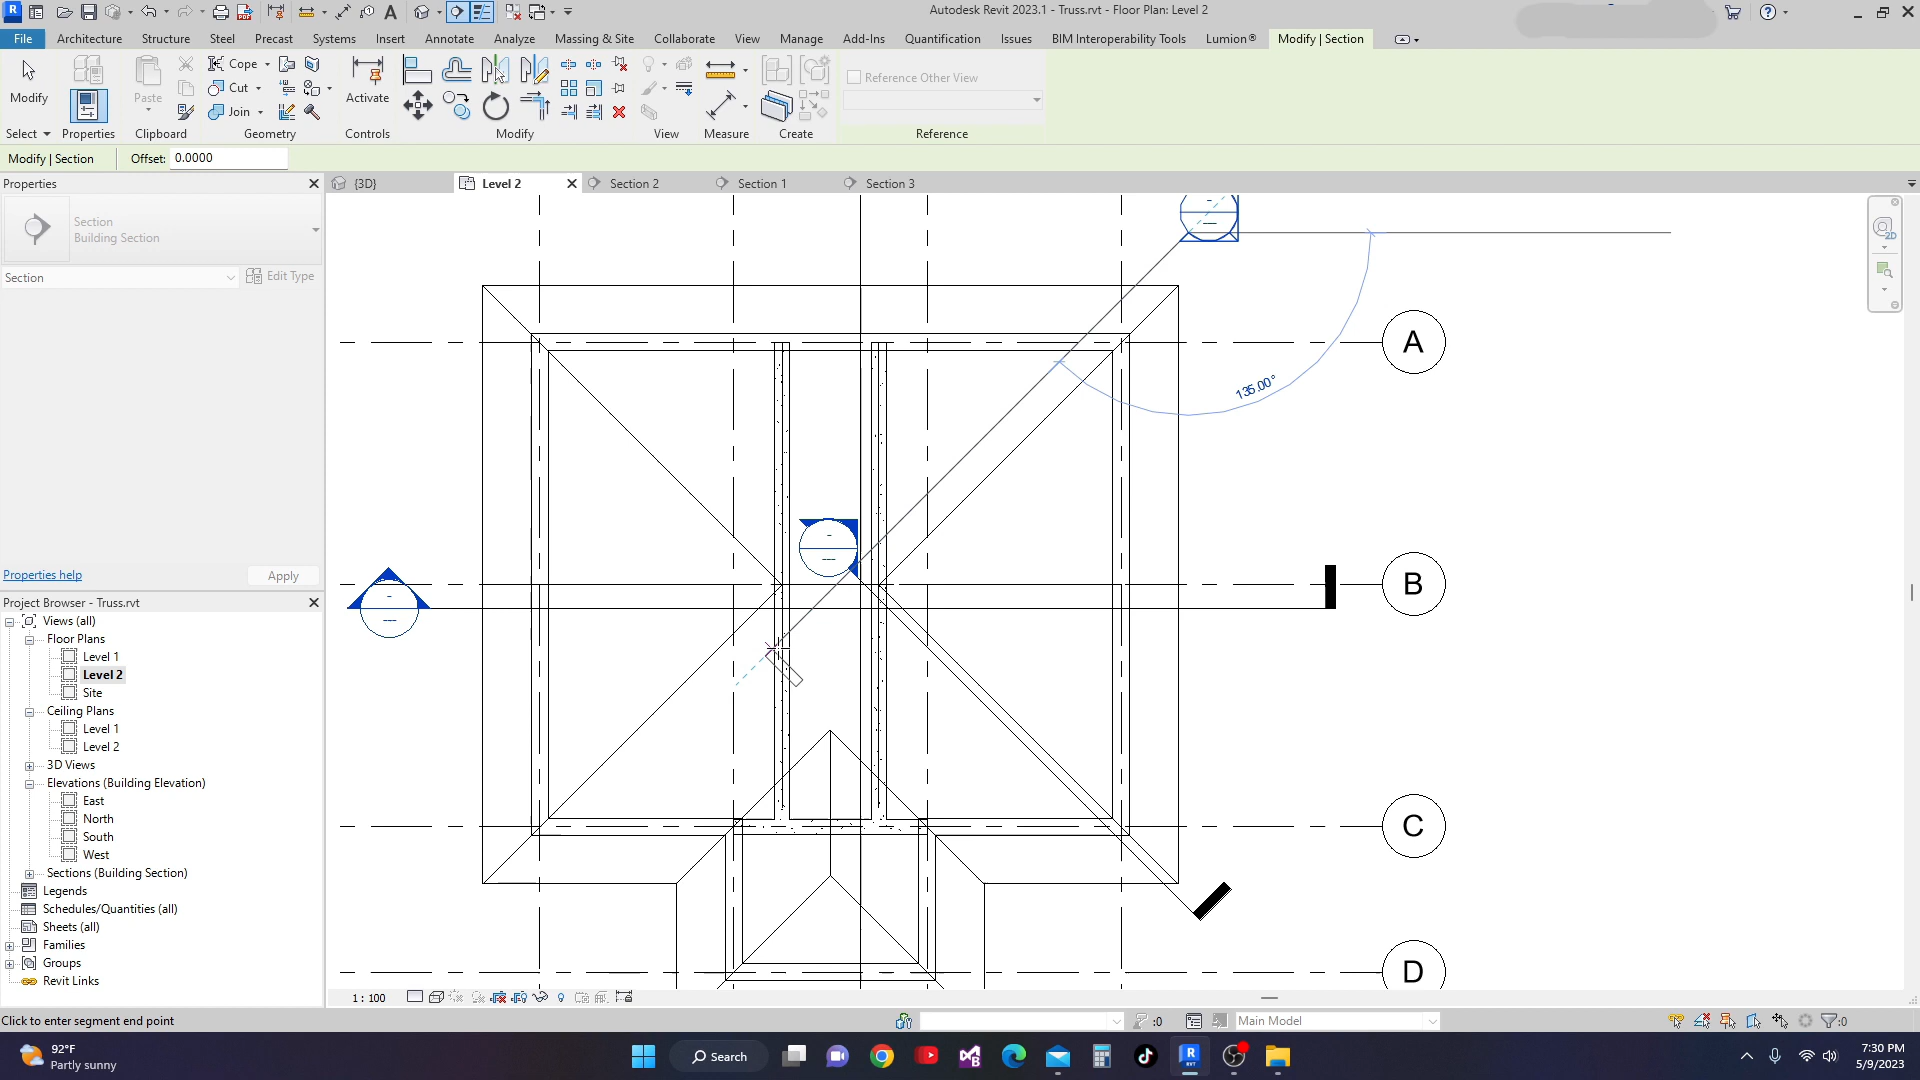 Autodesk Revit 2023.1 - Truss.rvt - Floor Plan: Level 2
File Architecture Structure Steel Precast Systems Insert Annotate Analyze Massing & Site Collaborate View Manage Add-Ins Quantification Issues BIM Interoperability Tools Lumion® Modify | Section
Cope
Cut
Join
Modify
Paste
Activate
Reference Other View
Select Properties Clipboard Geometry Controls Modify View Measure Create Reference
Modify | Section Offset: 0.0000
Properties
{3D} Level 2 Section 2 Section 1 Section 3
Section
Building Section
Section
Edit Type
Properties help
Apply
Project Browser - Truss.rvt
Views (all)
Floor Plans
Level 1
Level 2
Site
Ceiling Plans
Level 1
Level 2
3D Views
Elevations (Building Elevation)
East
North
South
West
Sections (Building Section)
Legends
Schedules/Quantities (all)
Sheets (all)
Families
Groups
Revit Links
135.00°
A
B
C
D
2D
1 : 100
Click to enter segment end point
:0
Main Model
:0
92°F
Partly sunny
Search
7:30 PM
5/9/2023